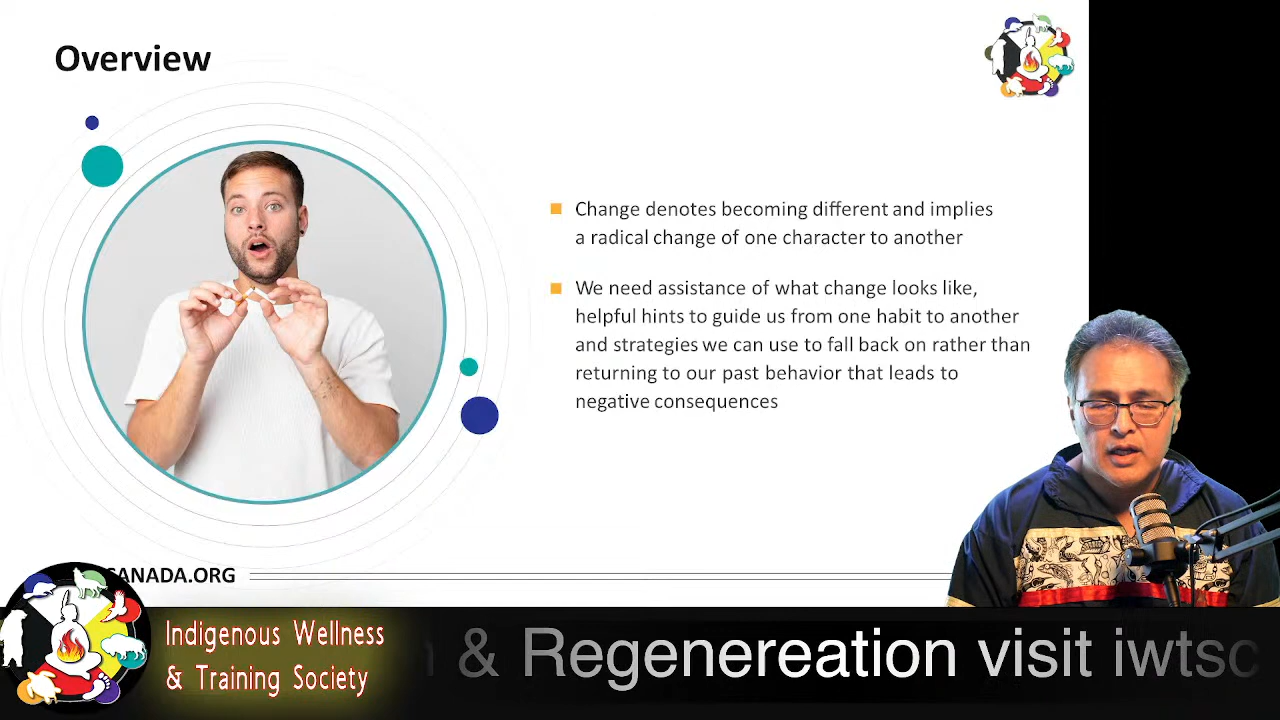 Overview
Change denotes becoming different and implies
a radical change of one character to another
We need assistance of what change looks like,
helpful hints to guide us from one habit to another
and strategies we can use to fall back on rather than
returning to our past behavior that leads to
negative consequences
CANADA.ORG
Indigenous Wellness
& Training Society
& Regenereation visit iwtsc